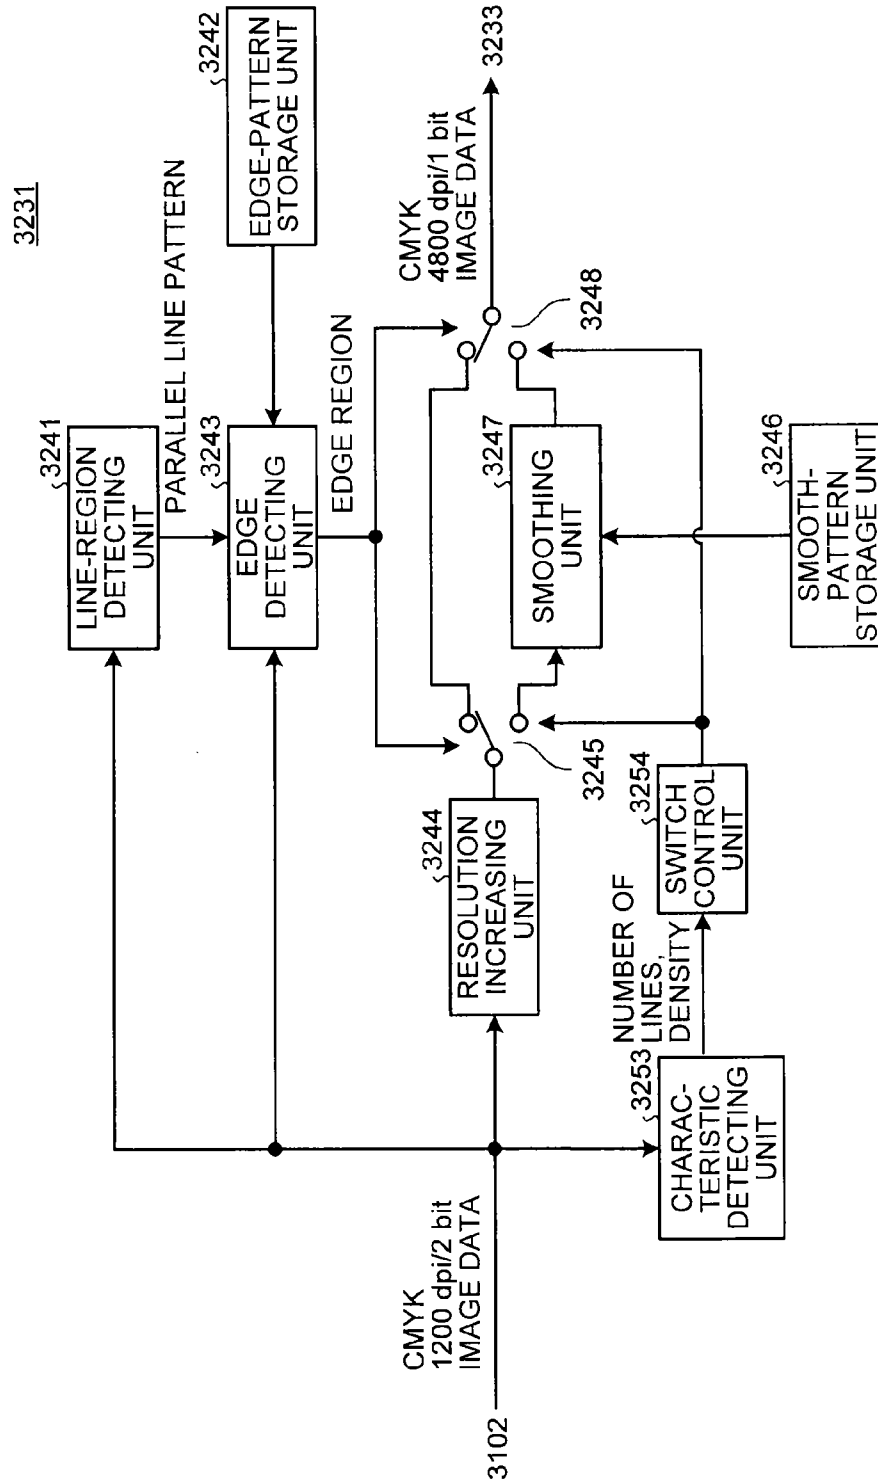 3231
3241
LINE-REGION
DETECTING
UNIT
PARALLEL LINE PATTERN
3242
EDGE-PATTERN
STORAGE UNIT
3243
EDGE
DETECTING
UNIT
EDGE REGION
CMYK
4800 dpi/1 bit
IMAGE DATA
3233
3248
3247
SMOOTHING
UNIT
3245
3244
RESOLUTION
INCREASING
UNIT
CMYK
1200 dpi/2 bit
IMAGE DATA
3102
3246
SMOOTH-
PATTERN
STORAGE UNIT
3254
SWITCH
CONTROL
UNIT
NUMBER OF
LINES,
DENSITY
3253
CHARAC-
TERISTIC
DETECTING
UNIT